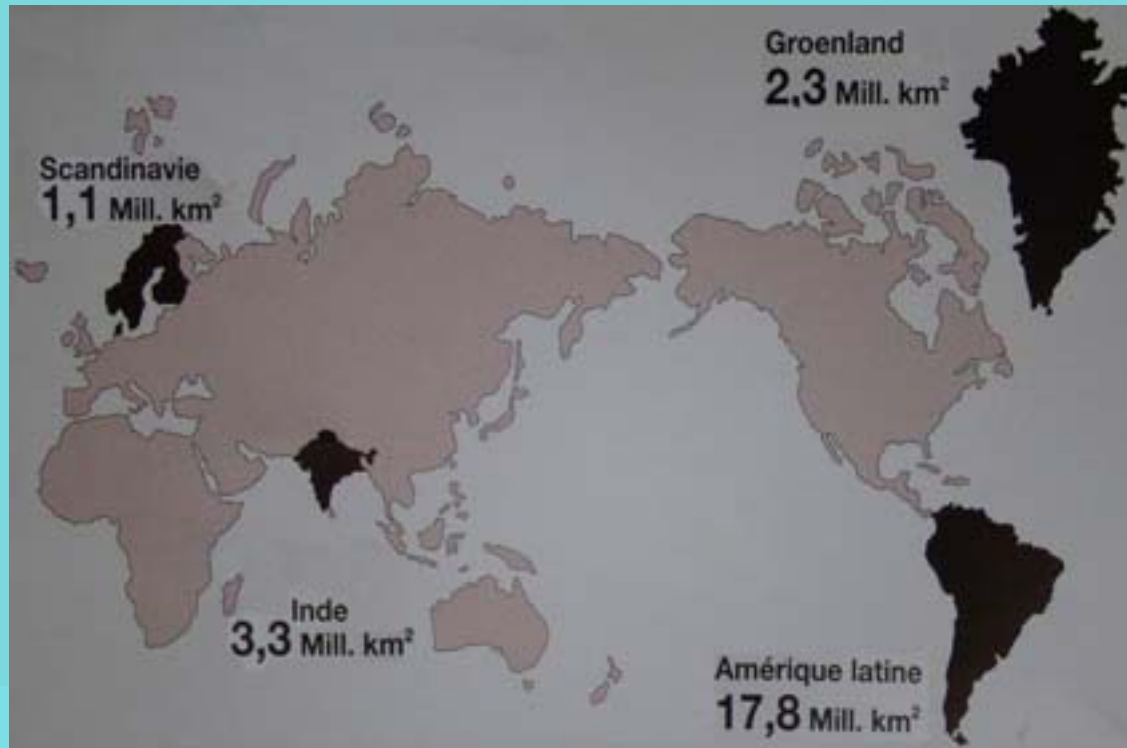 Groenland
2,3 Mill. km²
Scandinavie
1,1 Mill. km²
Inde
3,3 Mill. km²
Amérique latine
17,8 Mill. km²